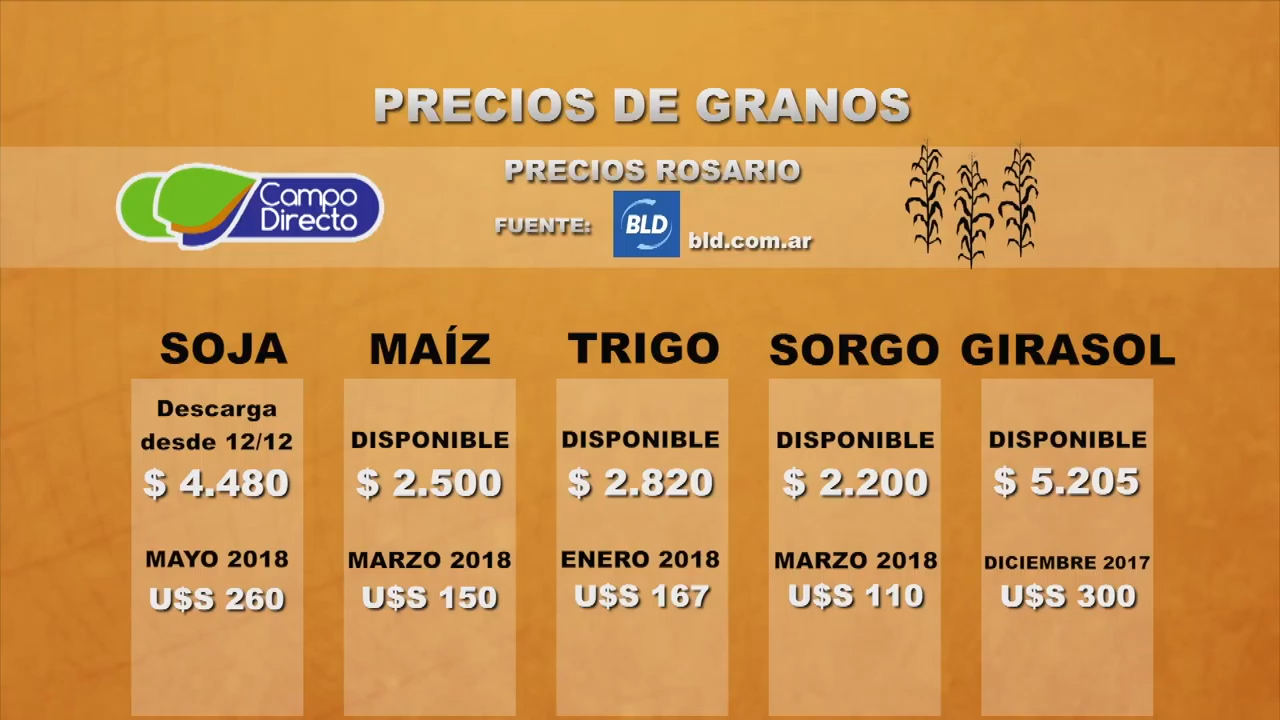 PRECIOS DE GRANOS
Campo
Directo
PRECIOS ROSARIO
FUENTE: BLD bld.com.ar
SOJA MAÍZ TRIGO SORGO GIRASOL
Descarga
desde 12/12 DISPONIBLE DISPONIBLE DISPONIBLE DISPONIBLE
$ 4.480 $ 2.500 $ 2.820 $ 2.200 $ 5.205
MAYO 2018 MARZO 2018 ENERO 2018 MARZO 2018 DICIEMBRE 2017
U$S 260 U$S 150 U$S 167 U$S 110 U$S 300